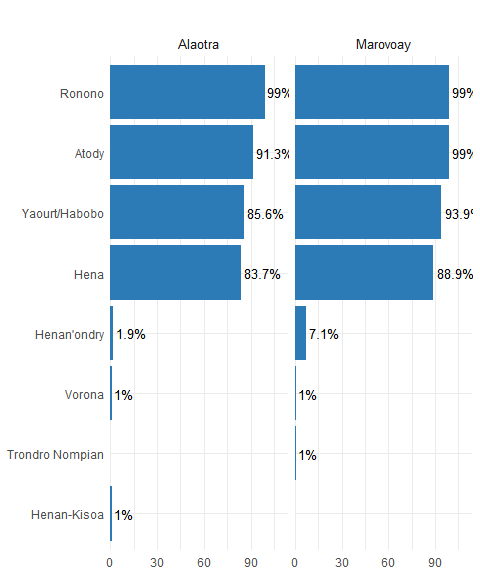 Alaotra Marovoay
Ronono 99% 99%
Atody 91.3% 99%
Yaourt/Habobo 85.6% 93.9%
Hena 83.7% 88.9%
Henan'ondry 1.9% 7.1%
Vorona 1% 1%
Trondro Nompian 1%
Henan-Kisoa 1%
0 30 60 90 0 30 60 90